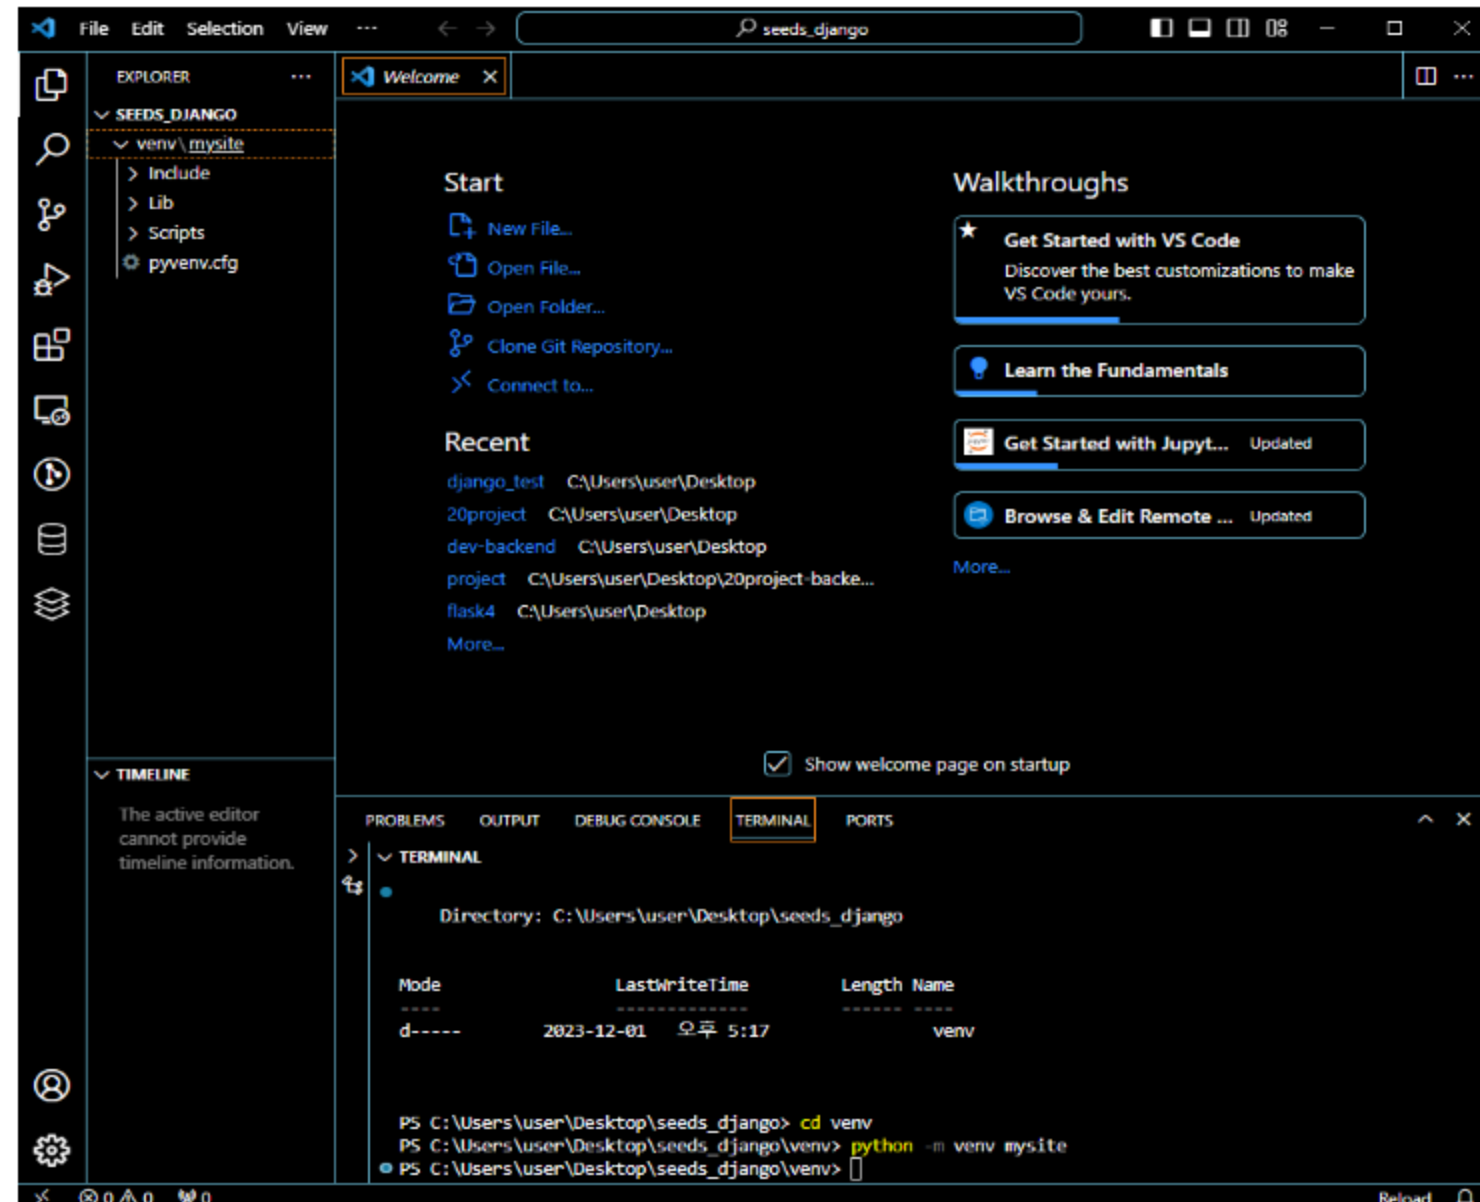 File Edit Selection View ··· seeds_django
EXPLORER ···
Welcome
SEEDS_DJANGO
venv\mysite
Include
Lib
Scripts
pyvenv.cfg
Start
New File...
Open File...
Open Folder...
Clone Git Repository...
Connect to...
Recent
django_test C:\Users\user\Desktop
20project C:\Users\user\Desktop
dev-backend C:\Users\user\Desktop
project C:\Users\user\Desktop\20project-backe...
flask4 C:\Users\user\Desktop
More...
Walkthroughs
Get Started with VS Code
Discover the best customizations to make
VS Code yours.
Learn the Fundamentals
Get Started with Jupyt... Updated
Browse & Edit Remote ... Updated
More...
Show welcome page on startup
TIMELINE
The active editor
cannot provide
timeline information.
PROBLEMS OUTPUT DEBUG CONSOLE TERMINAL PORTS
TERMINAL
Directory: C:\Users\user\Desktop\seeds_django
Mode LastWriteTime Length Name
---- ------------- ------ ----
d----- 2023-12-01 오후 5:17 venv
PS C:\Users\user\Desktop\seeds_django> cd venv
PS C:\Users\user\Desktop\seeds_django\venv> python -m venv mysite
PS C:\Users\user\Desktop\seeds_django\venv>
0 0 0 Reload